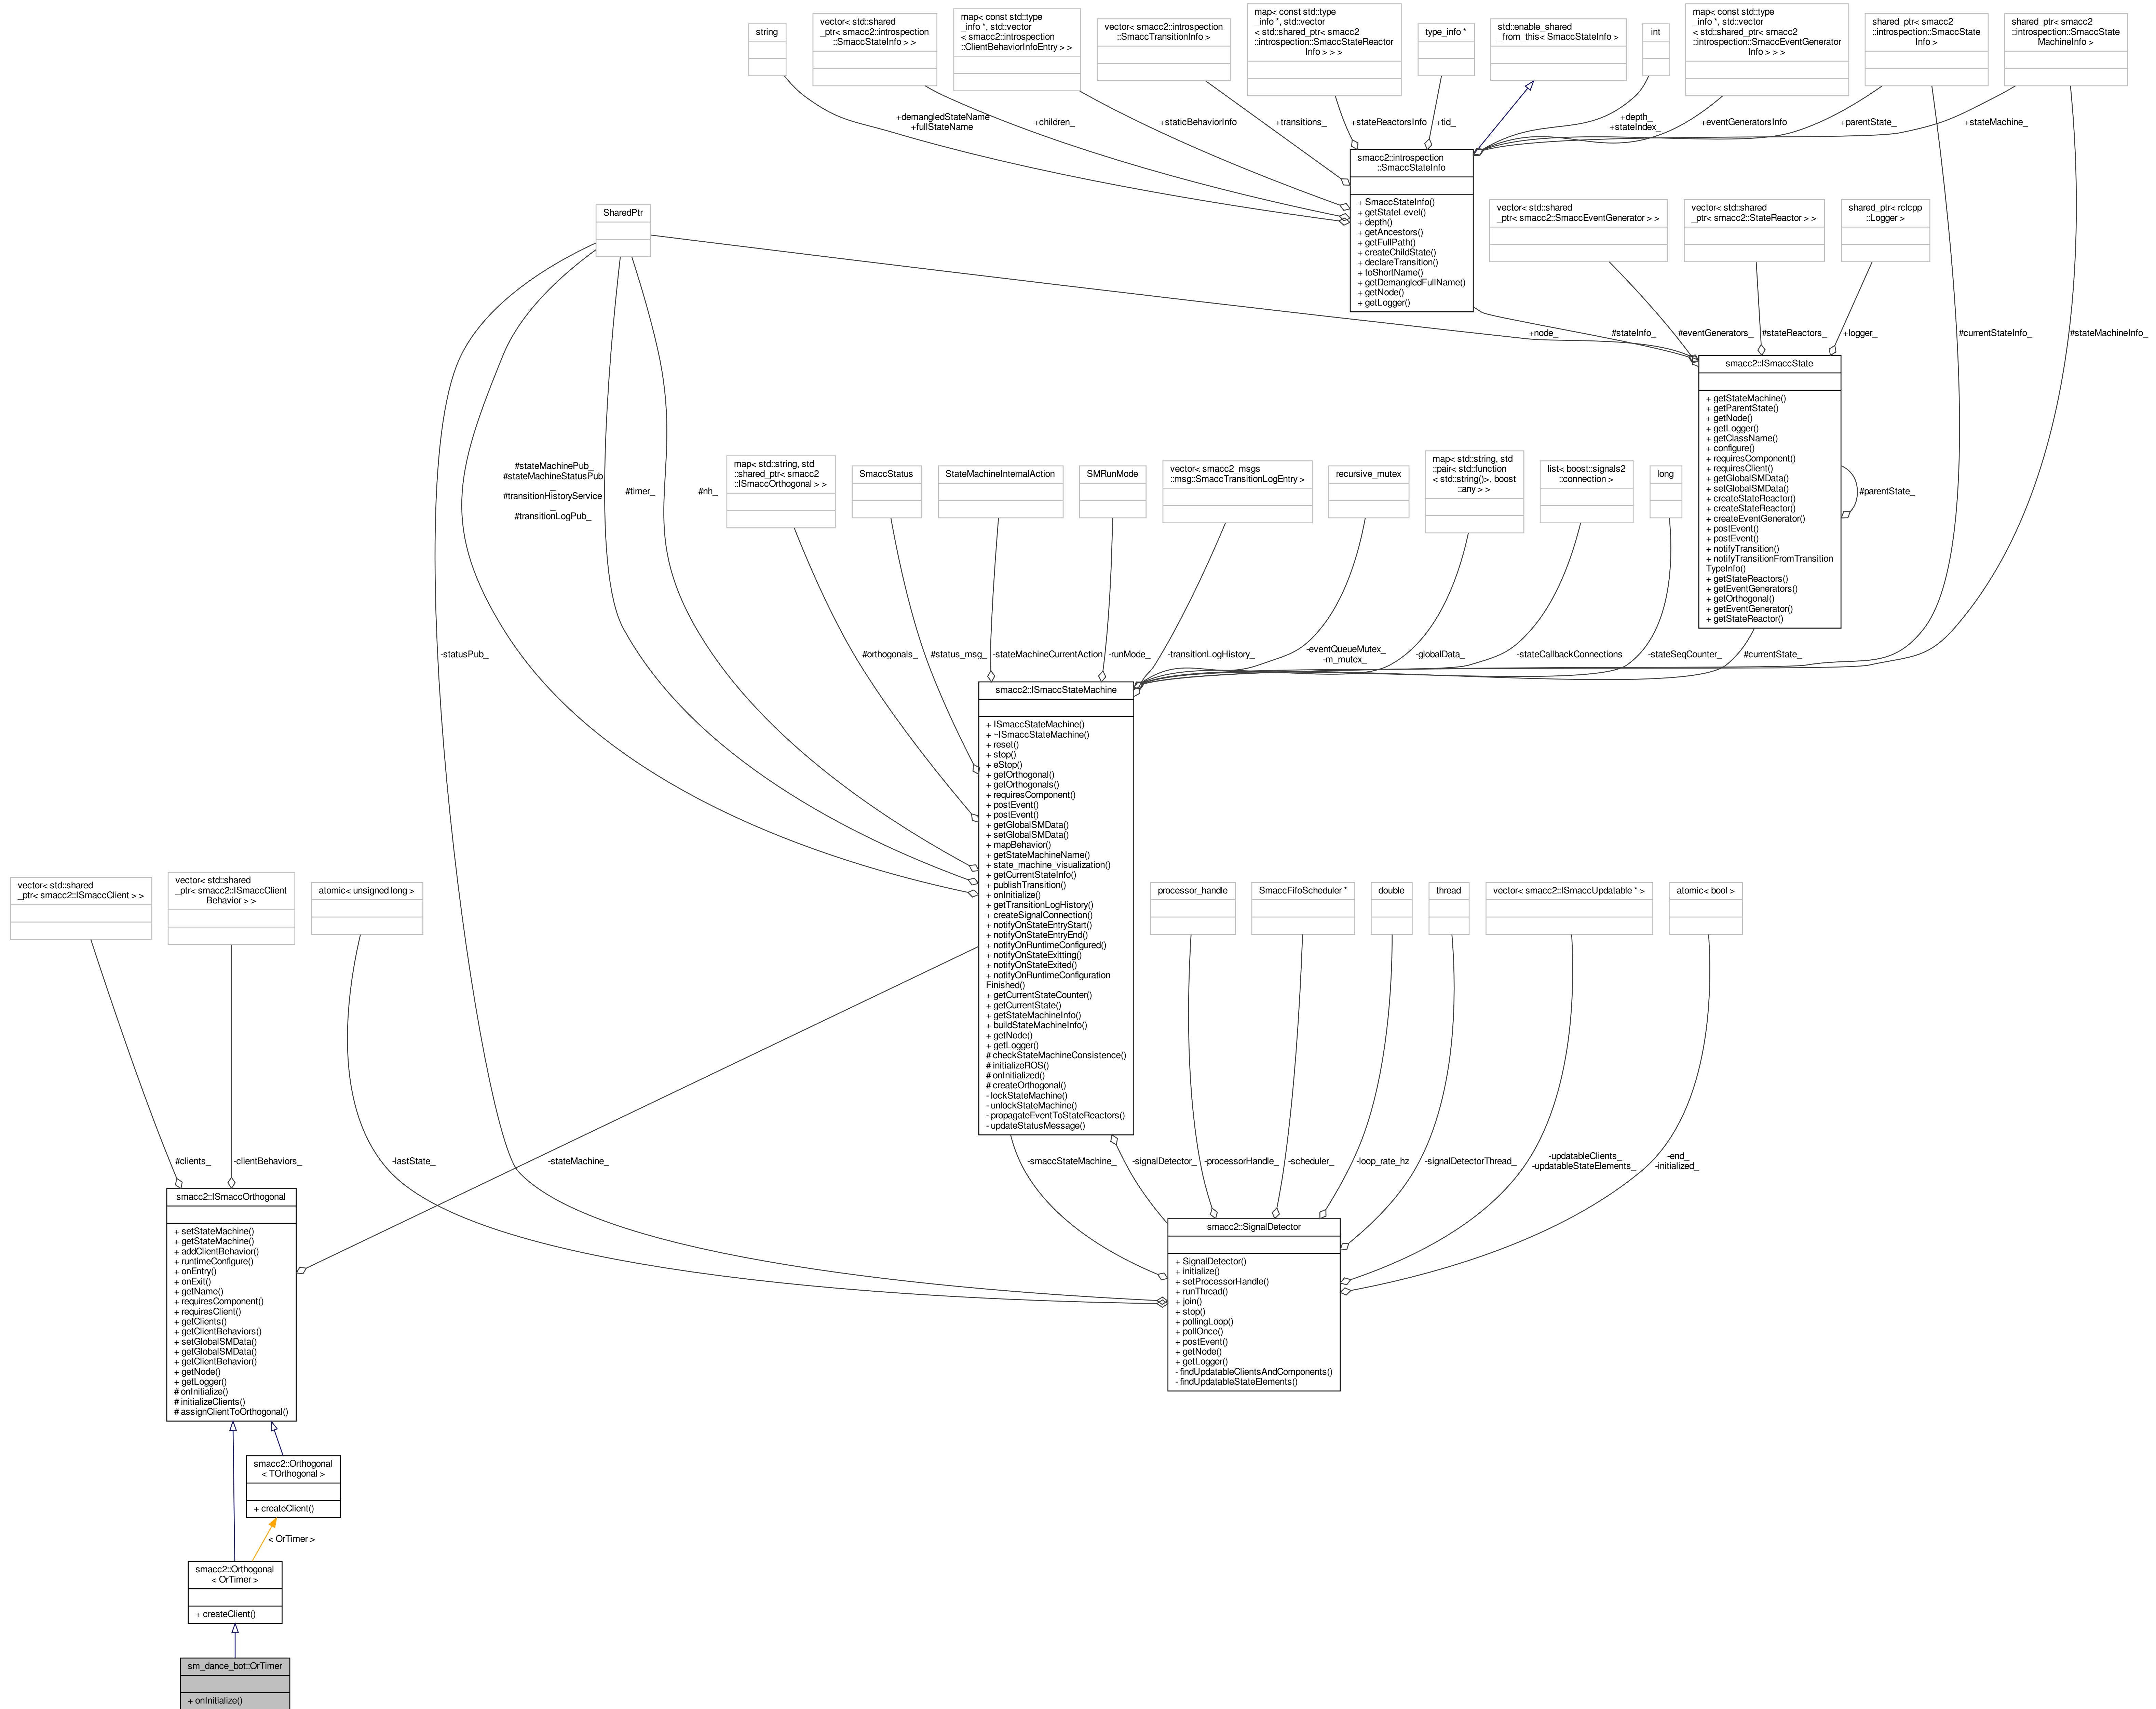 string
vector< std::shared
_ptr< smacc2::introspection
::SmaccStateInfo > >
map< const std::type
_info *, std::vector
< smacc2::introspection
::ClientBehaviorInfoEntry > >
vector< smacc2::introspection
::SmaccTransitionInfo >
map< const std::type
_info *, std::vector
< std::shared_ptr< smacc2
::introspection::SmaccStateReactor
Info > > >
type_info *
std::enable_shared
_from_this< SmaccStateInfo >
int
map< const std::type
_info *, std::vector
< std::shared_ptr< smacc2
::introspection::SmaccEventGenerator
Info > > >
shared_ptr< smacc2
::introspection::SmaccState
Info >
shared_ptr< smacc2
::introspection::SmaccState
MachineInfo >
+demangledStateName
+fullStateName
+children_
+staticBehaviorInfo
+transitions_
+stateReactorsInfo
+tid_
+depth_
+stateIndex_
+eventGeneratorsInfo
+parentState_
+stateMachine_
smacc2::introspection
::SmaccStateInfo
+ SmaccStateInfo()
+ getStateLevel()
+ depth()
+ getAncestors()
+ getFullPath()
+ createChildState()
+ declareTransition()
+ toShortName()
+ getDemangledFullName()
+ getNode()
+ getLogger()
SharedPtr
vector< std::shared
_ptr< smacc2::SmaccEventGenerator > >
vector< std::shared
_ptr< smacc2::StateReactor > >
shared_ptr< rclcpp
::Logger >
+node_
#stateInfo_
#eventGenerators_
#stateReactors_
+logger_
#currentStateInfo_
#stateMachineInfo_
smacc2::ISmaccState
+ getStateMachine()
+ getParentState()
+ getNode()
+ getLogger()
+ getClassName()
+ configure()
+ requiresComponent()
+ requiresClient()
+ getGlobalSMData()
+ setGlobalSMData()
+ createStateReactor()
+ createStateReactor()
+ createEventGenerator()
+ postEvent()
+ postEvent()
+ notifyTransition()
+ notifyTransitionFromTransition
TypeInfo()
+ getStateReactors()
+ getEventGenerators()
+ getOrthogonal()
+ getEventGenerator()
+ getStateReactor()
#parentState_
#stateMachinePub_
#stateMachineStatusPub
_
#transitionHistoryService
_
#transitionLogPub_
#timer_
#nh_
map< std::string, std
::shared_ptr< smacc2
::ISmaccOrthogonal > >
SmaccStatus
StateMachineInternalAction
SMRunMode
vector< smacc2_msgs
::msg::SmaccTransitionLogEntry >
recursive_mutex
map< std::string, std
::pair< std::function
< std::string()>, boost
::any > >
list< boost::signals2
::connection >
long
-statusPub_
#orthogonals_
#status_msg_
-stateMachineCurrentAction
-runMode_
-transitionLogHistory_
-eventQueueMutex_
-m_mutex_
-globalData_
-stateCallbackConnections
-stateSeqCounter_
#currentState_
smacc2::ISmaccStateMachine
+ ISmaccStateMachine()
+ ~ISmaccStateMachine()
+ reset()
+ stop()
+ eStop()
+ getOrthogonal()
+ getOrthogonals()
+ requiresComponent()
+ postEvent()
+ postEvent()
+ getGlobalSMData()
+ setGlobalSMData()
+ mapBehavior()
+ getStateMachineName()
+ state_machine_visualization()
+ getCurrentStateInfo()
+ publishTransition()
+ onInitialize()
+ getTransitionLogHistory()
+ createSignalConnection()
+ notifyOnStateEntryStart()
+ notifyOnStateEntryEnd()
+ notifyOnRuntimeConfigured()
+ notifyOnStateExitting()
+ notifyOnStateExited()
+ notifyOnRuntimeConfiguration
Finished()
+ getCurrentStateCounter()
+ getCurrentState()
+ getStateMachineInfo()
+ buildStateMachineInfo()
+ getNode()
+ getLogger()
# checkStateMachineConsistence()
# initializeROS()
# onInitialized()
# createOrthogonal()
- lockStateMachine()
- unlockStateMachine()
- propagateEventToStateReactors()
- updateStatusMessage()
vector< std::shared
_ptr< smacc2::ISmaccClient > >
vector< std::shared
_ptr< smacc2::ISmaccClient
Behavior > >
atomic< unsigned long >
processor_handle
SmaccFifoScheduler *
double
thread
vector< smacc2::ISmaccUpdatable * >
atomic< bool >
#clients_
-clientBehaviors_
-lastState_
-stateMachine_
-smaccStateMachine_
-signalDetector_
-processorHandle_
-scheduler_
-loop_rate_hz
-signalDetectorThread_
-updatableClients_
-updatableStateElements_
-end_
-initialized_
smacc2::ISmaccOrthogonal
+ setStateMachine()
+ getStateMachine()
+ addClientBehavior()
+ runtimeConfigure()
+ onEntry()
+ onExit()
+ getName()
+ requiresComponent()
+ requiresClient()
+ getClients()
+ getClientBehaviors()
+ setGlobalSMData()
+ getGlobalSMData()
+ getClientBehavior()
+ getNode()
+ getLogger()
# onInitialize()
# initializeClients()
# assignClientToOrthogonal()
smacc2::SignalDetector
+ SignalDetector()
+ initialize()
+ setProcessorHandle()
+ runThread()
+ join()
+ stop()
+ pollingLoop()
+ pollOnce()
+ postEvent()
+ getNode()
+ getLogger()
- findUpdatableClientsAndComponents()
- findUpdatableStateElements()
smacc2::Orthogonal
< TOrthogonal >
+ createClient()
< OrTimer >
smacc2::Orthogonal
< OrTimer >
+ createClient()
sm_dance_bot::OrTimer
+ onInitialize()